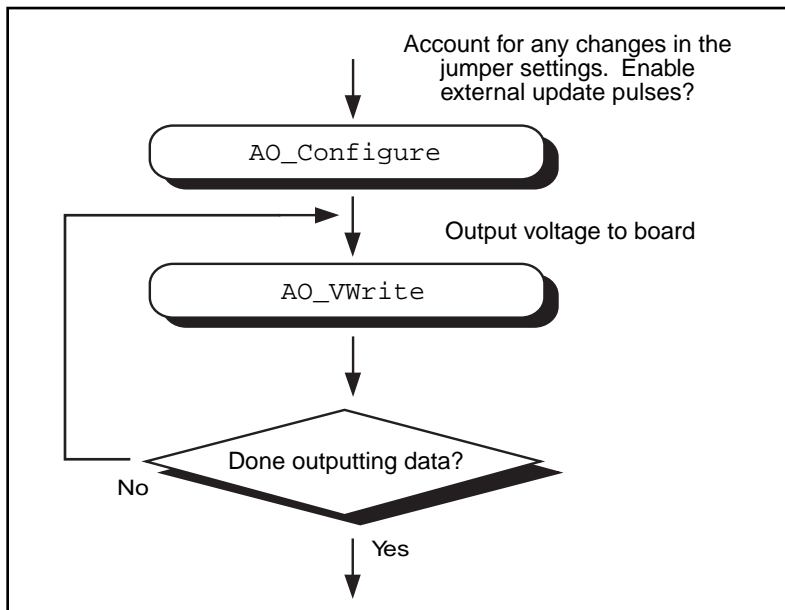 Account for any changes in the
jumper settings.  Enable
external update pulses?
AO_Configure
Output voltage to board
AO_VWrite
Done outputting data?
No
Yes